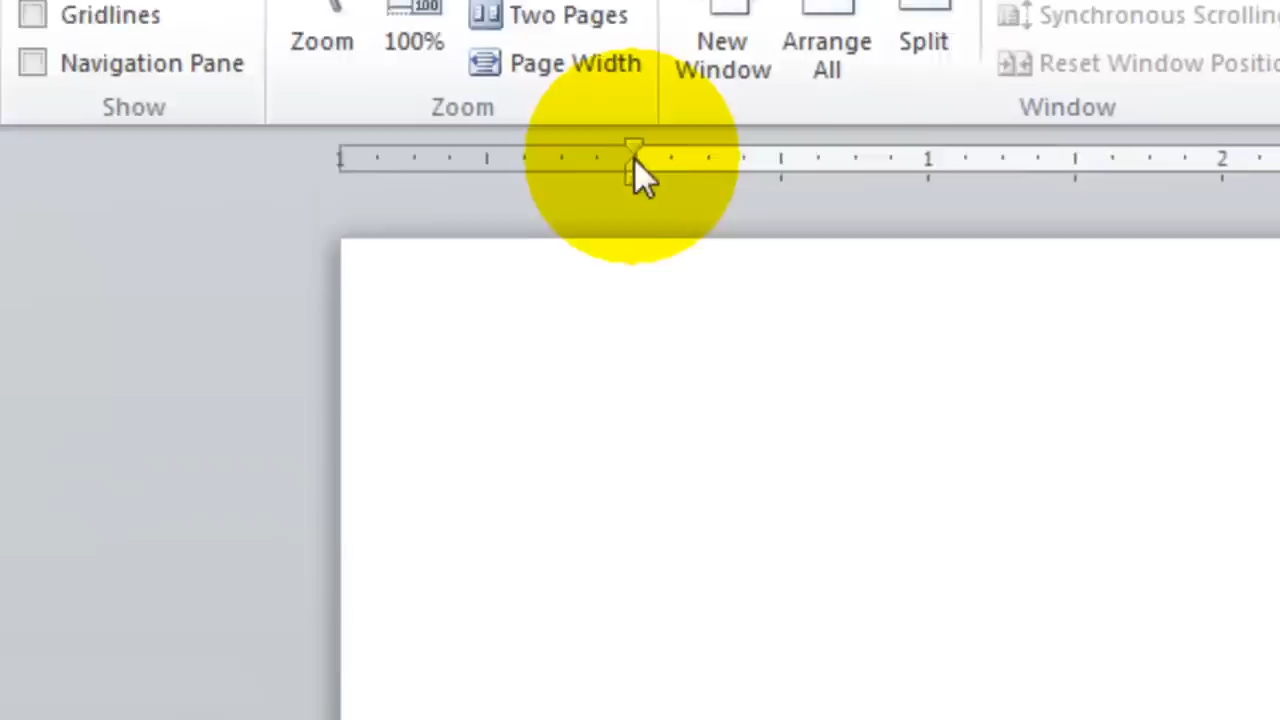 Gridlines
Navigation Pane
Show
Zoom
100%
Two Pages
Page Width
Zoom
New Window
Arrange All
Split
Synchronous Scrolling
Reset Window Positio
Window
1 1 2